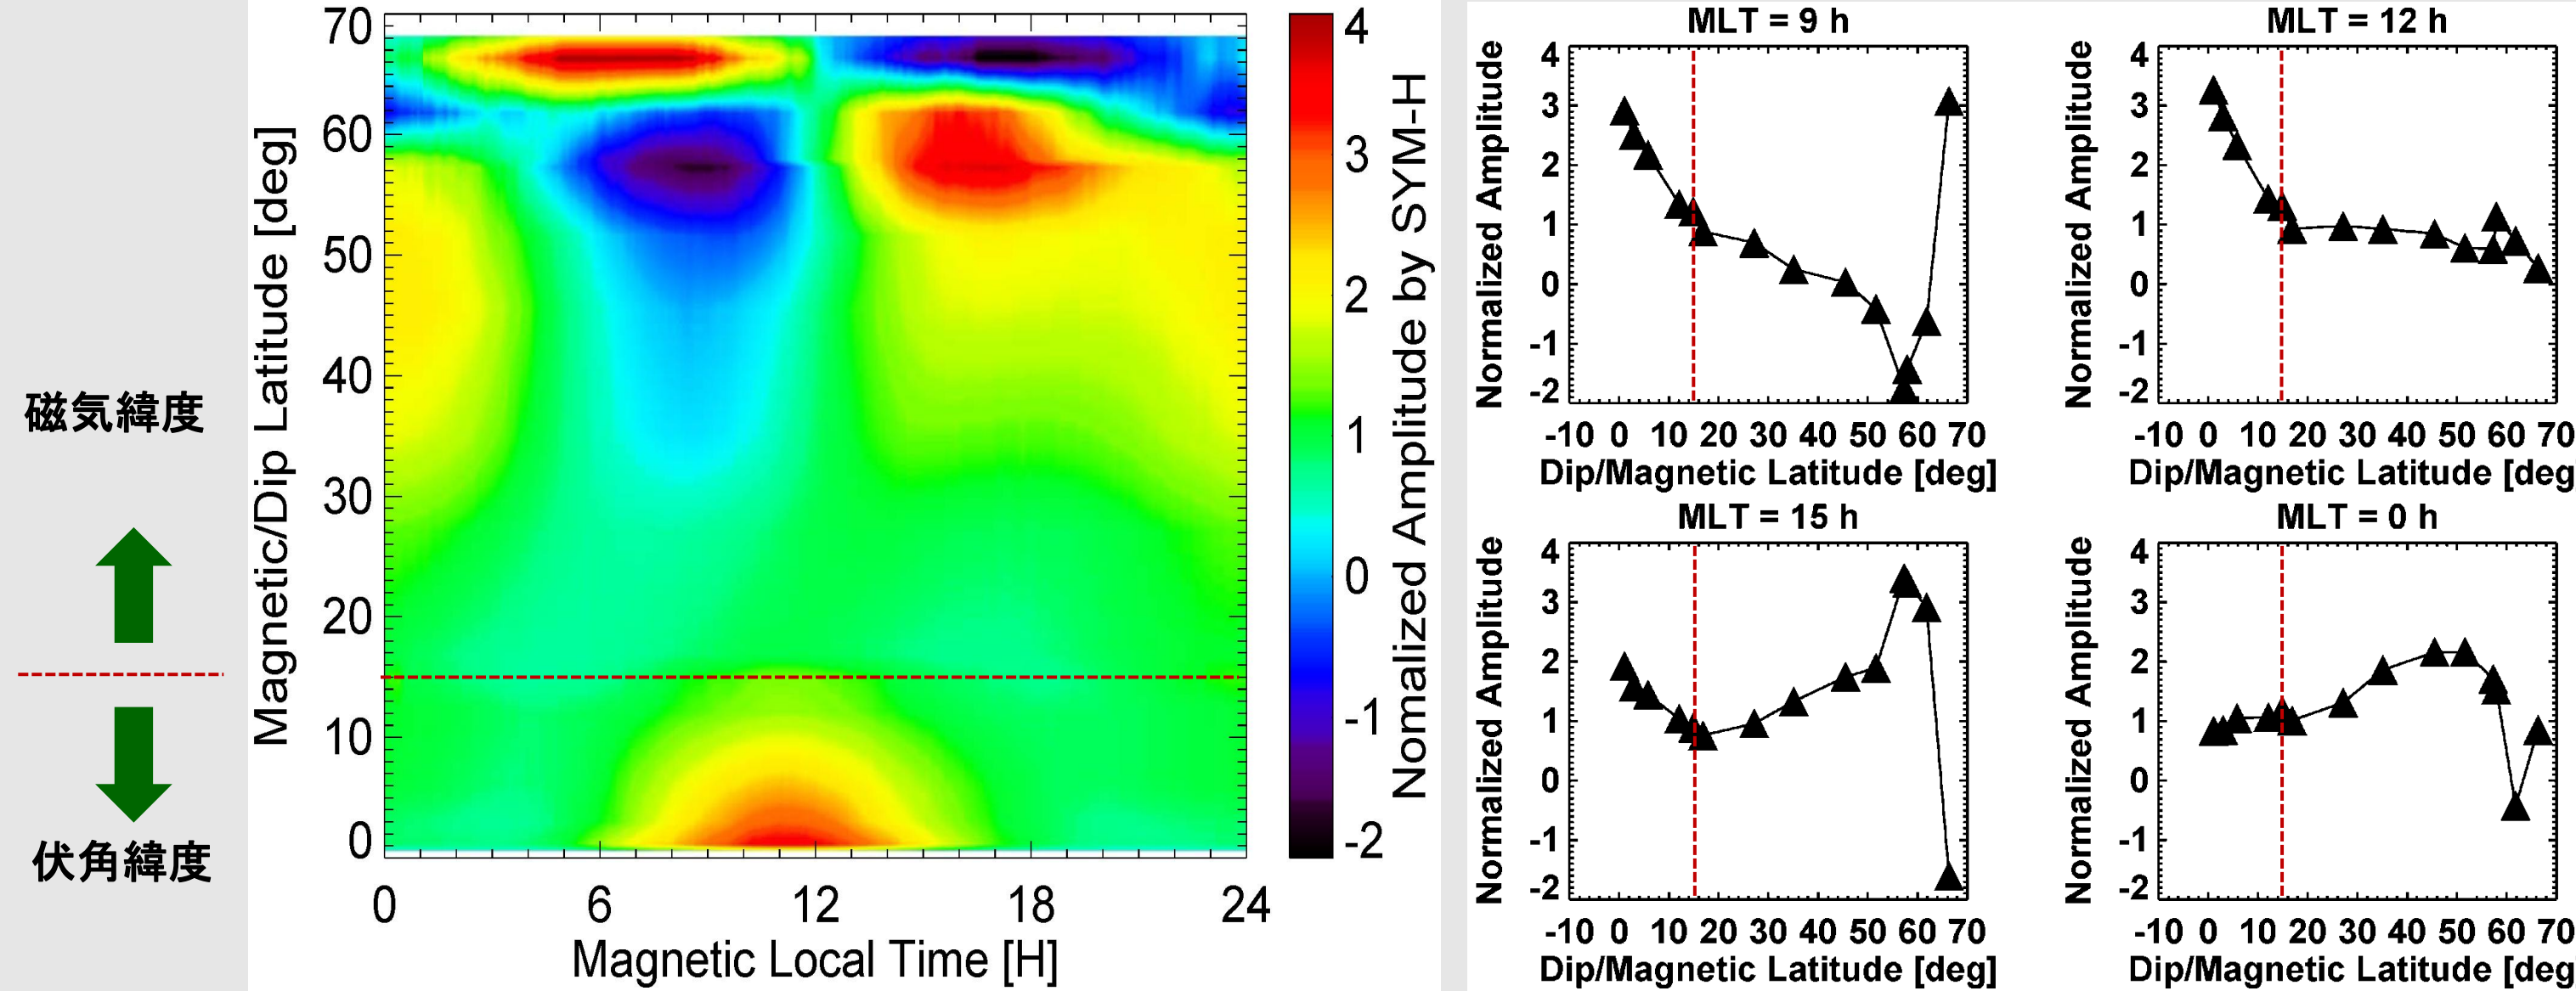 磁気緯度
伏角緯度
Magnetic/Dip Latitude [deg]
70
60
50
40
30
20
10
0
0 6 12 18 24
Magnetic Local Time [H]
4
3
2
1
0
-1
-2
Nomalized Amplitude by SYM-H
MLT = 9 h
Normalized Amplitude
4
3
2
1
0
-1
-2
-10 0 10 20 30 40 50 60 70
Dip/Magnetic Latitude [deg]
MLT = 12 h
Normalized Amplitude
4
3
2
1
0
-1
-2
-10 0 10 20 30 40 50 60 70
Dip/Magnetic Latitude [deg
MLT = 15 h
Normalized Amplitude
4
3
2
1
0
-1
-2
-10 0 10 20 30 40 50 60 70
Dip/Magnetic Latitude [deg]
MLT = 0 h
Normalized Amplitude
4
3
2
1
0
-1
-2
-10 0 10 20 30 40 50 60 70
Dip/Magnetic Latitude [deg